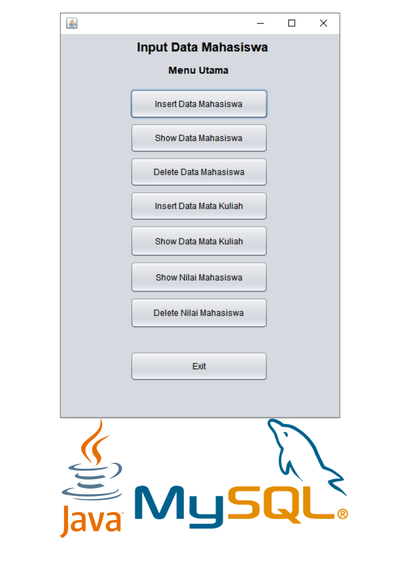 Input Data Mahasiswa
Menu Utama
Insert Data Mahasiswa
Show Data Mahasiswa
Delete Data Mahasiswa
Insert Data Mata Kuliah
Show Data Mata Kuliah
Show Nilai Mahasiswa
Delete Nilai Mahasiswa
Exit
Java™
MySQL®